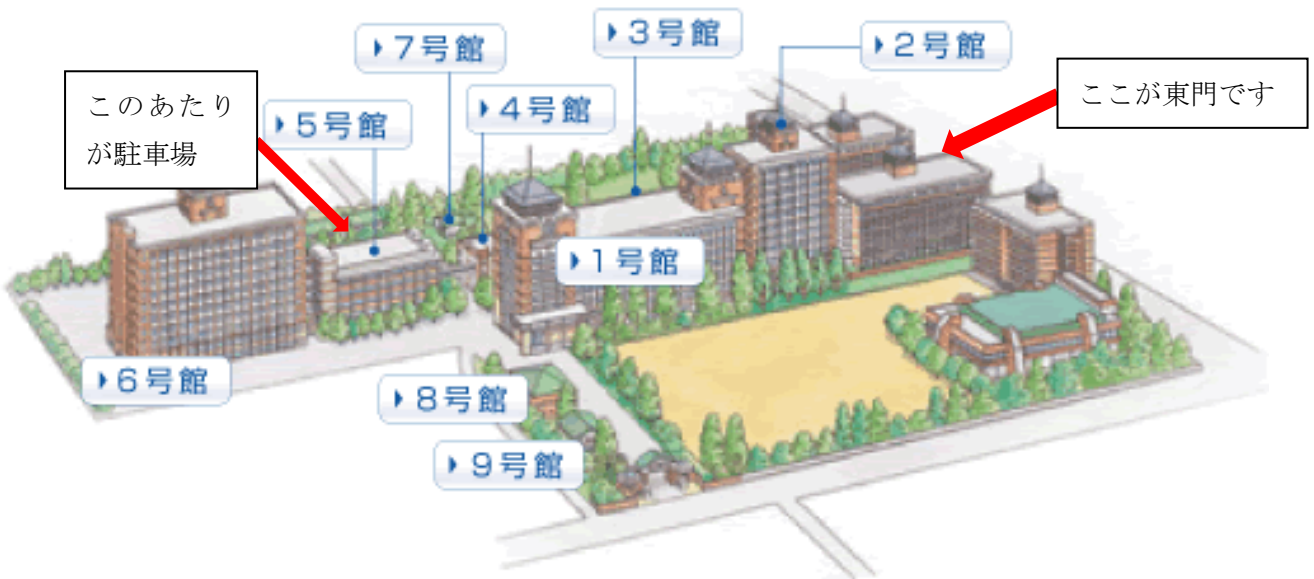 ▶7号館
▶3号館
▶2号館
このあたり
が駐車場
ここが東門です
▶5号館
▶4号館
▶1号館
▶6号館
▶8号館
▶9号館